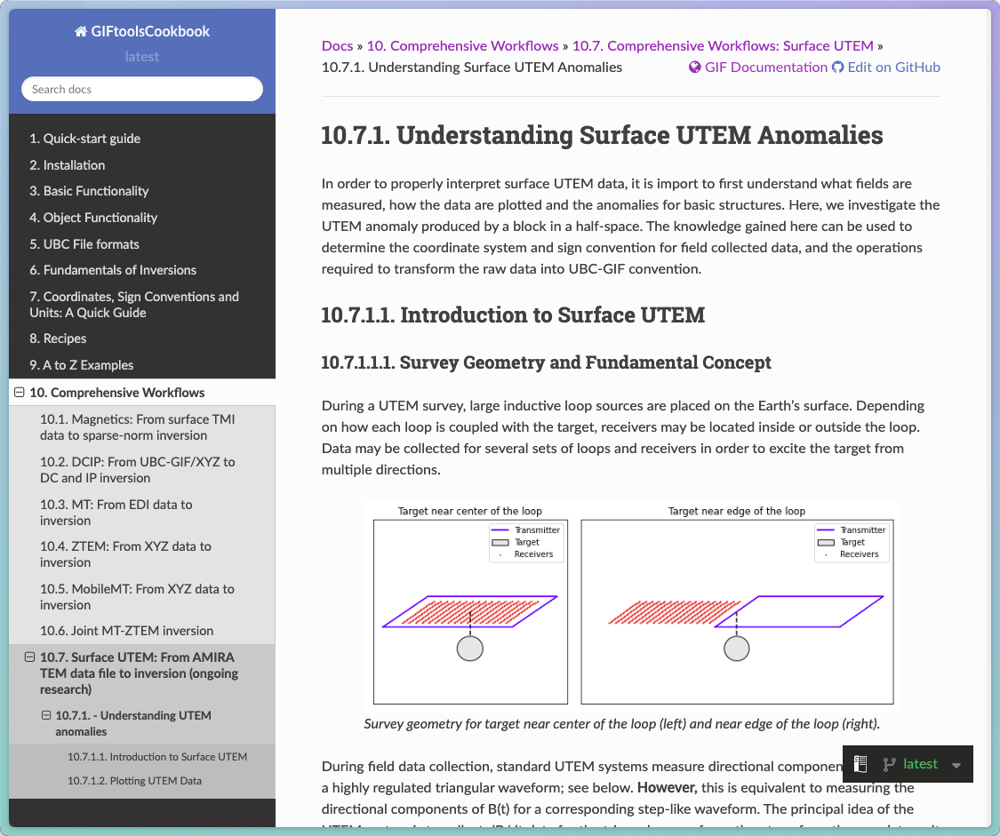 GIFtoolsCookbook
latest
Search docs
1. Quick-start guide
2. Installation
3. Basic Functionality
4. Object Functionality
5. UBC File formats
6. Fundamentals of Inversions
7. Coordinates, Sign Conventions and
Units: A Quick Guide
8. Recipes
9. A to Z Examples
10. Comprehensive Workflows
10.1. Magnetics: From surface TMI
data to sparse-norm inversion
10.2. DCIP: From UBC-GIF/XYZ to
DC and IP inversion
10.3. MT: From EDI data to
inversion
10.4. ZTEM: From XYZ data to
inversion
10.5. MobileMT: From XYZ data to
inversion
10.6. Joint MT-ZTEM inversion
10.7. Surface UTEM: From AMIRA
TEM data file to inversion (ongoing
research)
10.7.1. - Understanding UTEM
anomalies
10.7.1.1. Introduction to Surface UTEM
10.7.1.2. Plotting UTEM Data
Docs » 10. Comprehensive Workflows » 10.7. Comprehensive Workflows: Surface UTEM »
10.7.1. Understanding Surface UTEM Anomalies GIF Documentation Edit on GitHub
10.7.1. Understanding Surface UTEM Anomalies
In order to properly interpret surface UTEM data, it is import to first understand what fields are
measured, how the data are plotted and the anomalies for basic structures. Here, we investigate the
UTEM anomaly produced by a block in a half-space. The knowledge gained here can be used to
determine the coordinate system and sign convention for field collected data, and the operations
required to transform the raw data into UBC-GIF convention.
10.7.1.1. Introduction to Surface UTEM
10.7.1.1.1. Survey Geometry and Fundamental Concept
During a UTEM survey, large inductive loop sources are placed on the Earth's surface. Depending
on how each loop is coupled with the target, receivers may be located inside or outside the loop.
Data may be collected for several sets of loops and receivers in order to excite the target from
multiple directions.
Target near center of the loop
Transmitter
Target
Receivers
Target near edge of the loop
Transmitter
Target
Receivers
Survey geometry for target near center of the loop (left) and near edge of the loop (right).
During field data collection, standard UTEM systems measure directional
a highly regulated triangular waveform; see below. However, this is equivalent to measuring the
directional components of B(t) for a corresponding step-like waveform. The principal idea of the
latest